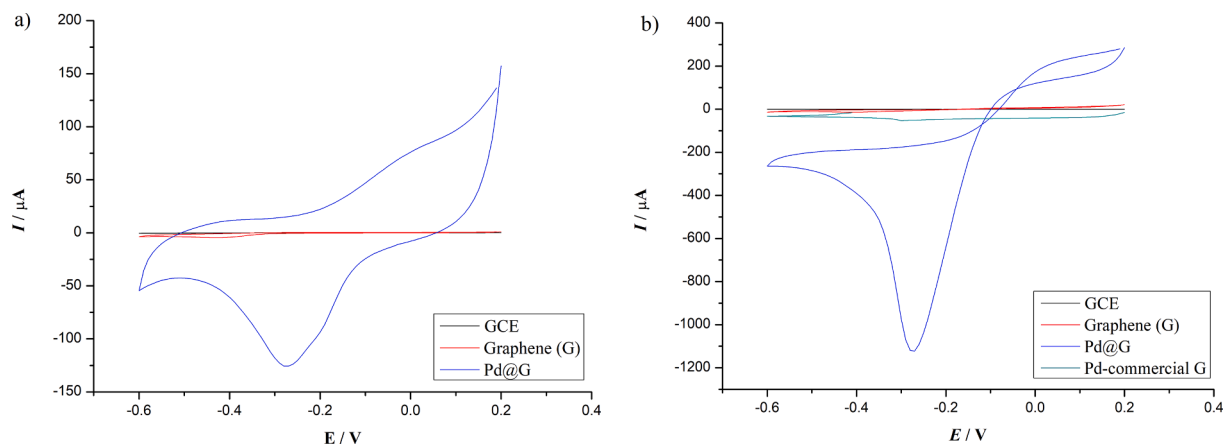 a)
200
150
100
50
0
-50
-100
-150
I / µA
-0.6
-0.4
-0.2
0.0
0.2
0.4
E / V
GCE
Graphene (G)
Pd@G
b)
400
200
0
-200
-400
-600
-800
-1000
-1200
I / µA
-0.6
-0.4
-0.2
0.0
0.2
0.4
E / V
GCE
Graphene (G)
Pd@G
Pd-commercial G